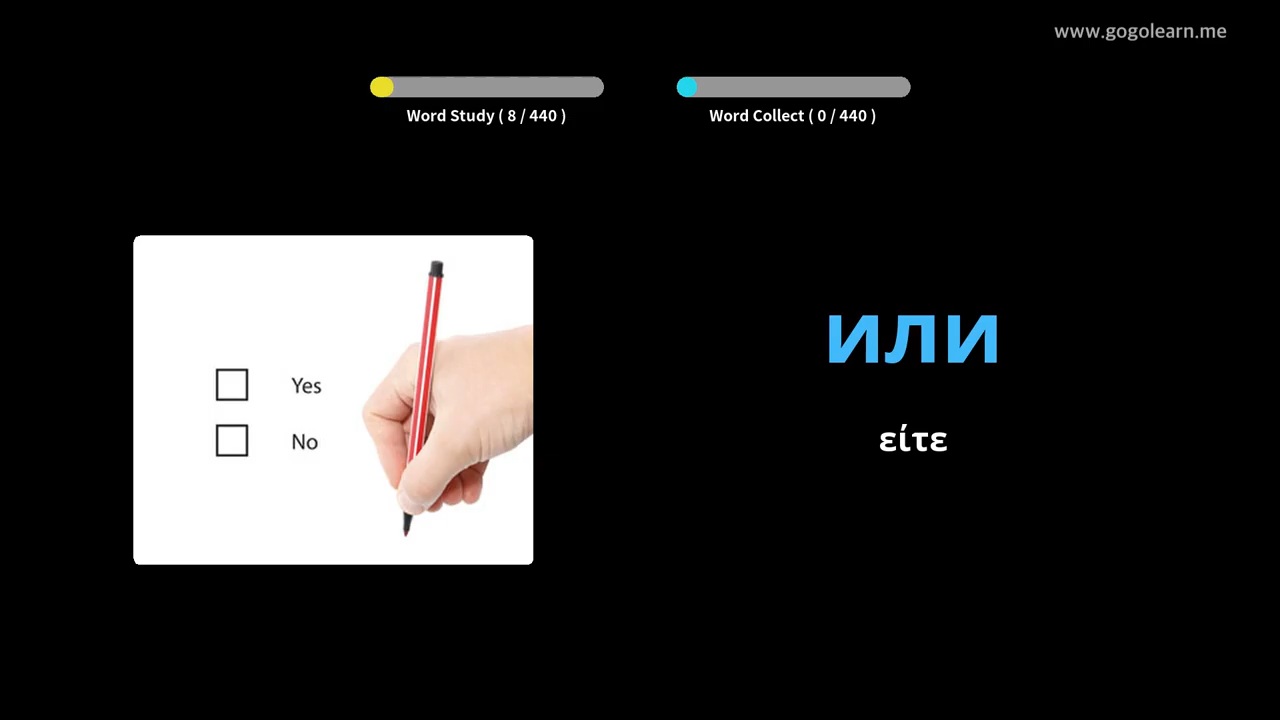 www.gogolearn.me
Word Study ( 8 / 440 )
Word Collect ( 0 / 440 )
Yes
No
или
είτε